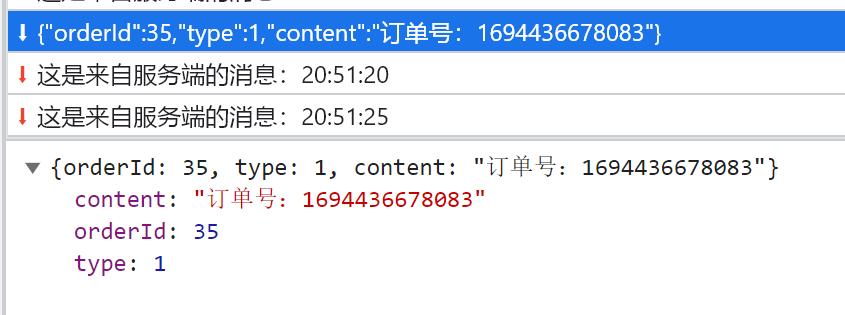 {"orderId":35,"type":1,"content":"订单号：1694436678083"}
这是来自服务端的消息：20:51:20
这是来自服务端的消息：20:51:25
{orderId: 35, type: 1, content: "订单号：1694436678083"}
content: "订单号：1694436678083"
orderId: 35
type: 1